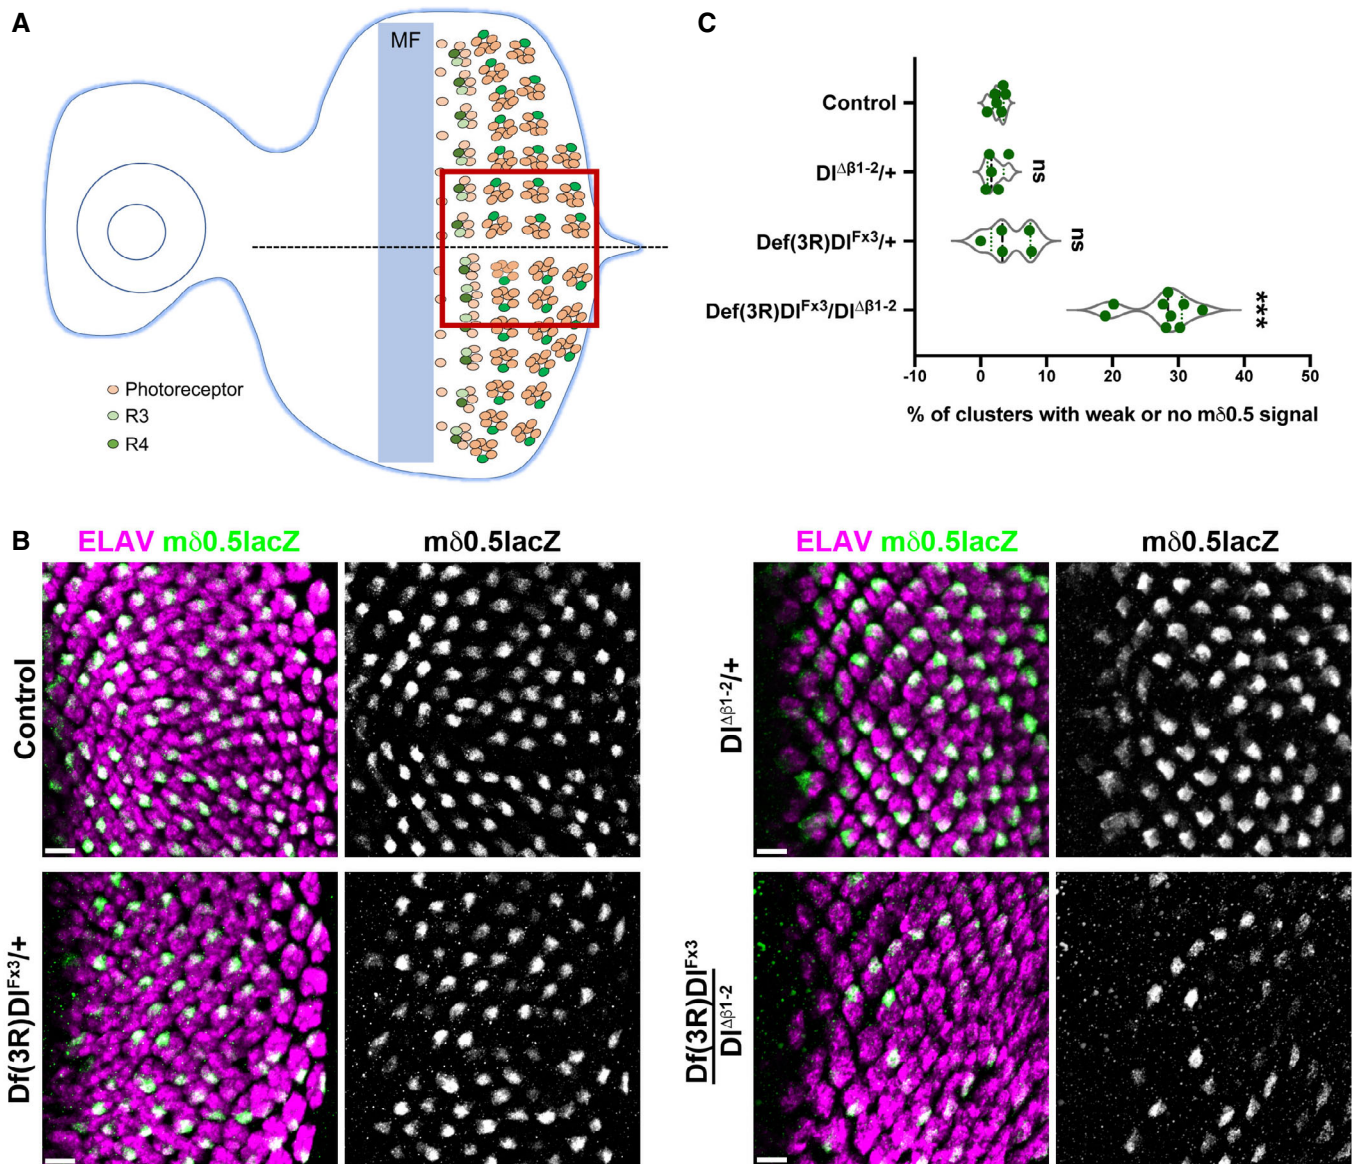 A
MF
Photoreceptor
R3
R4
C
Control
Dl^Δβ1-2/+
ns
Def(3R)Dl^Fx3/+
ns
Def(3R)Dl^Fx3/Dl^Δβ1-2
***
-10 0 10 20 30 40 50
% of clusters with weak or no mδ0.5 signal
B
ELAV mδ0.5lacZ mδ0.5lacZ
Control
Df(3R)Dl^Fx3/+
ELAV mδ0.5lacZ mδ0.5lacZ
Dl^Δβ1-2/+
Df(3R)Dl^Fx3
Dl^Δβ1-2